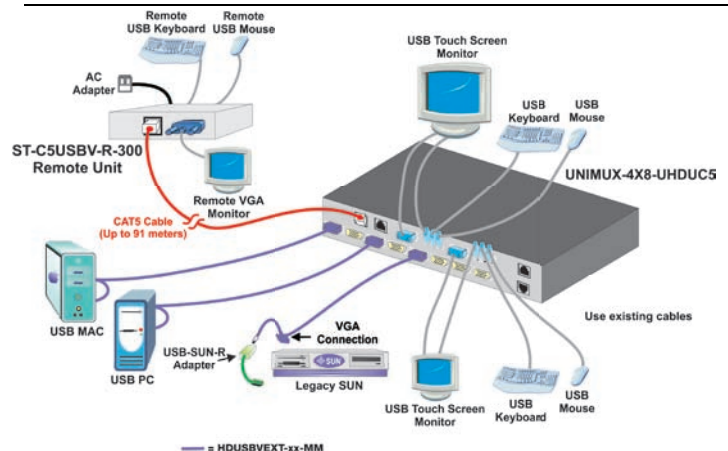 Remote
USB Keyboard
Remote
USB Mouse
AC
Adapter
ST-C5USBV-R-300
Remote Unit
Remote VGA
Monitor
CAT5 Cable
(Up to 91 meters)
USB Touch Screen
Monitor
USB
Keyboard
USB
Mouse
UNIMUX-4X8-UHDUC5
USB MAC
USB PC
USB-SUN-R
Adapter
VGA
Connection
SUN
Legacy SUN
Use existing cables
USB Touch Screen
Monitor
USB
Keyboard
USB
Mouse
= HDUSBVEXT-xx-MM